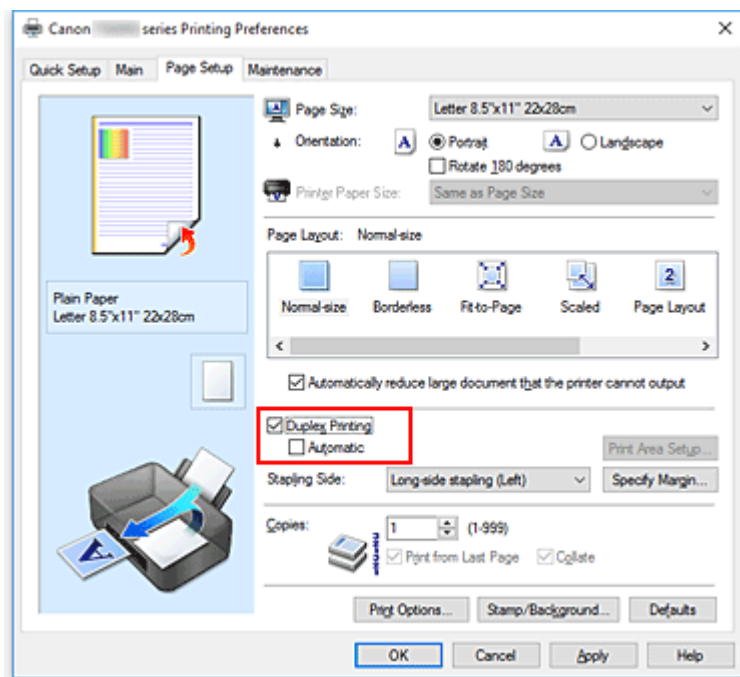 Canon series Printing Preferences
Quick Setup Main Page Setup Maintenance
Page Size: Letter 8.5"x11" 22x28cm
Orientation: A Portrait A Landscape
Rotate 180 degrees
Printer Paper Size: Same as Page Size
Page Layout: Normal-size
2
Normal-size Borderless Fit-to-Page Scaled Page Layout
Plain Paper
Letter 8.5"x11" 22x28cm
Automatically reduce large document that the printer cannot output
Duplex Printing
Automatic
Print Area Setup...
Stapling Side: Long-side stapling (Left) Specify Margin...
Copies: 1 (1-999)
Print from Last Page Collate
A
Print Options... Stamp/Background... Defaults
OK Cancel Apply Help